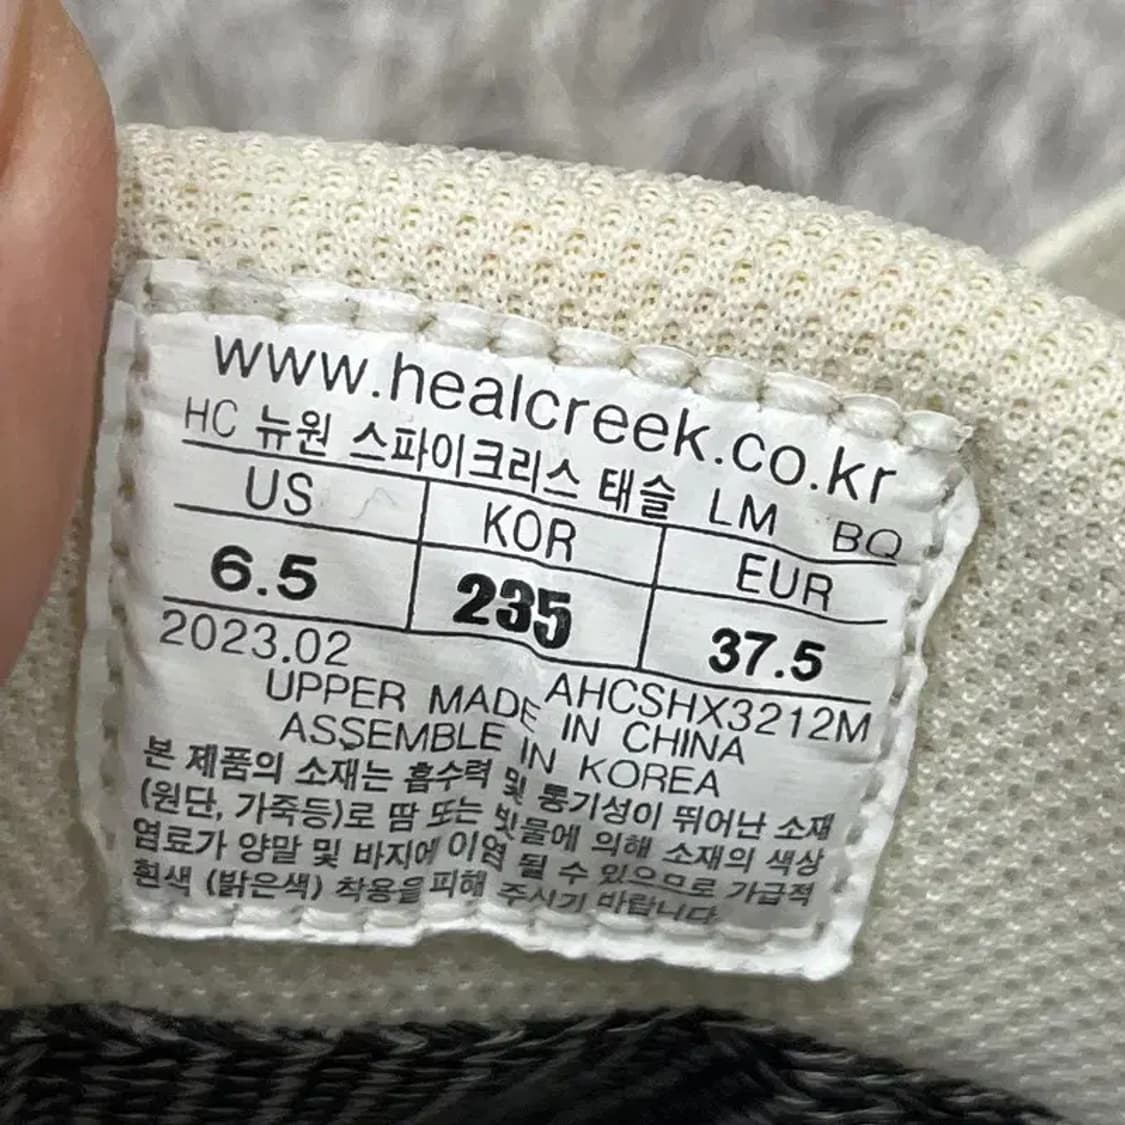 www.healcreek.co.kr
HC 뉴원 스파이크리스 태슬 LM BQ
US KOR EUR
6.5 235 37.5
2023.02 AHCSHX3212M
UPPER MADE IN CHINA
ASSEMBLE IN KOREA
본 제품의 소재는 흡수력 및 통기성이 뛰어난 소재
(원단, 가죽등)로 땀 또는 빗물에 의해 소재의 색상
염료가 양말 및 바지에 이염 될 수 있으므로 가급적
흰색 (밝은색) 착용을 피해 주시기 바랍니다.